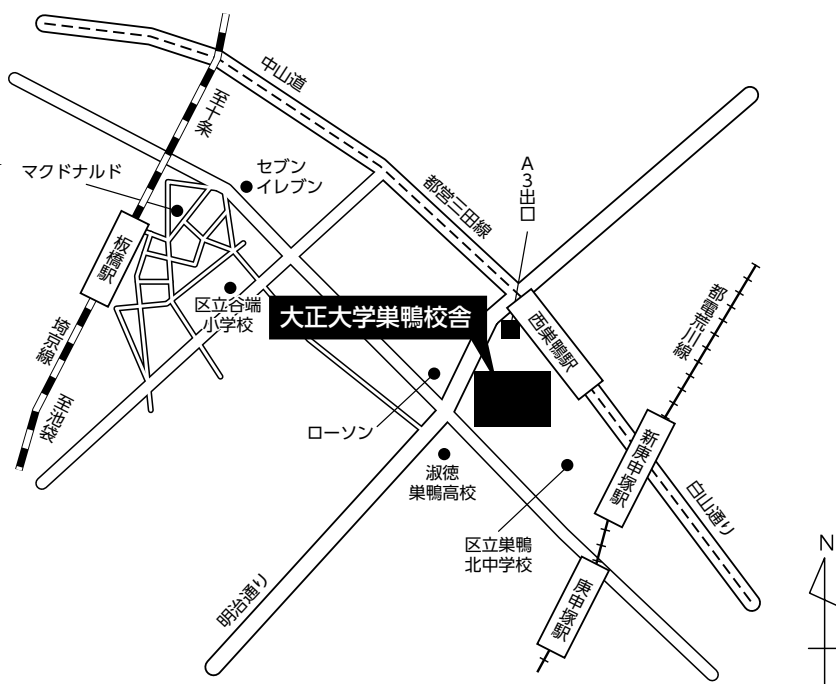 中山道
至十条
マクドナルド
セブン
イレブン
A3出口
都営三田線
板橋駅
区立谷端
小学校
大正大学巣鴨校舎
西巣鴨駅
都電荒川線
埼京線
至池袋
ローソン
淑徳
巣鴨高校
新庚申塚駅
白山通り
区立巣鴨
北中学校
庚申塚駅
明治通り
N